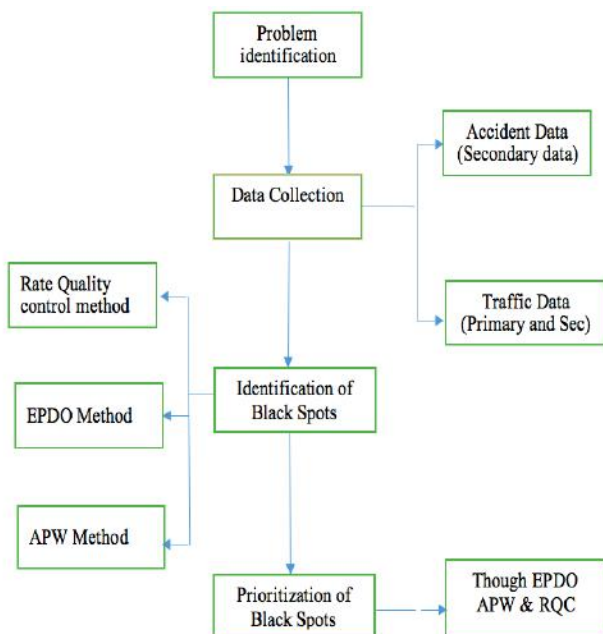 Problem
identification
Accident Data
(Secondary data)
Data Collection
Rate Quality
control method
Traffic Data
(Primary and Sec)
Identification of
Black Spots
EPDO Method
APW Method
Prioritization of
Black Spots
Though EPDO
APW & RQC